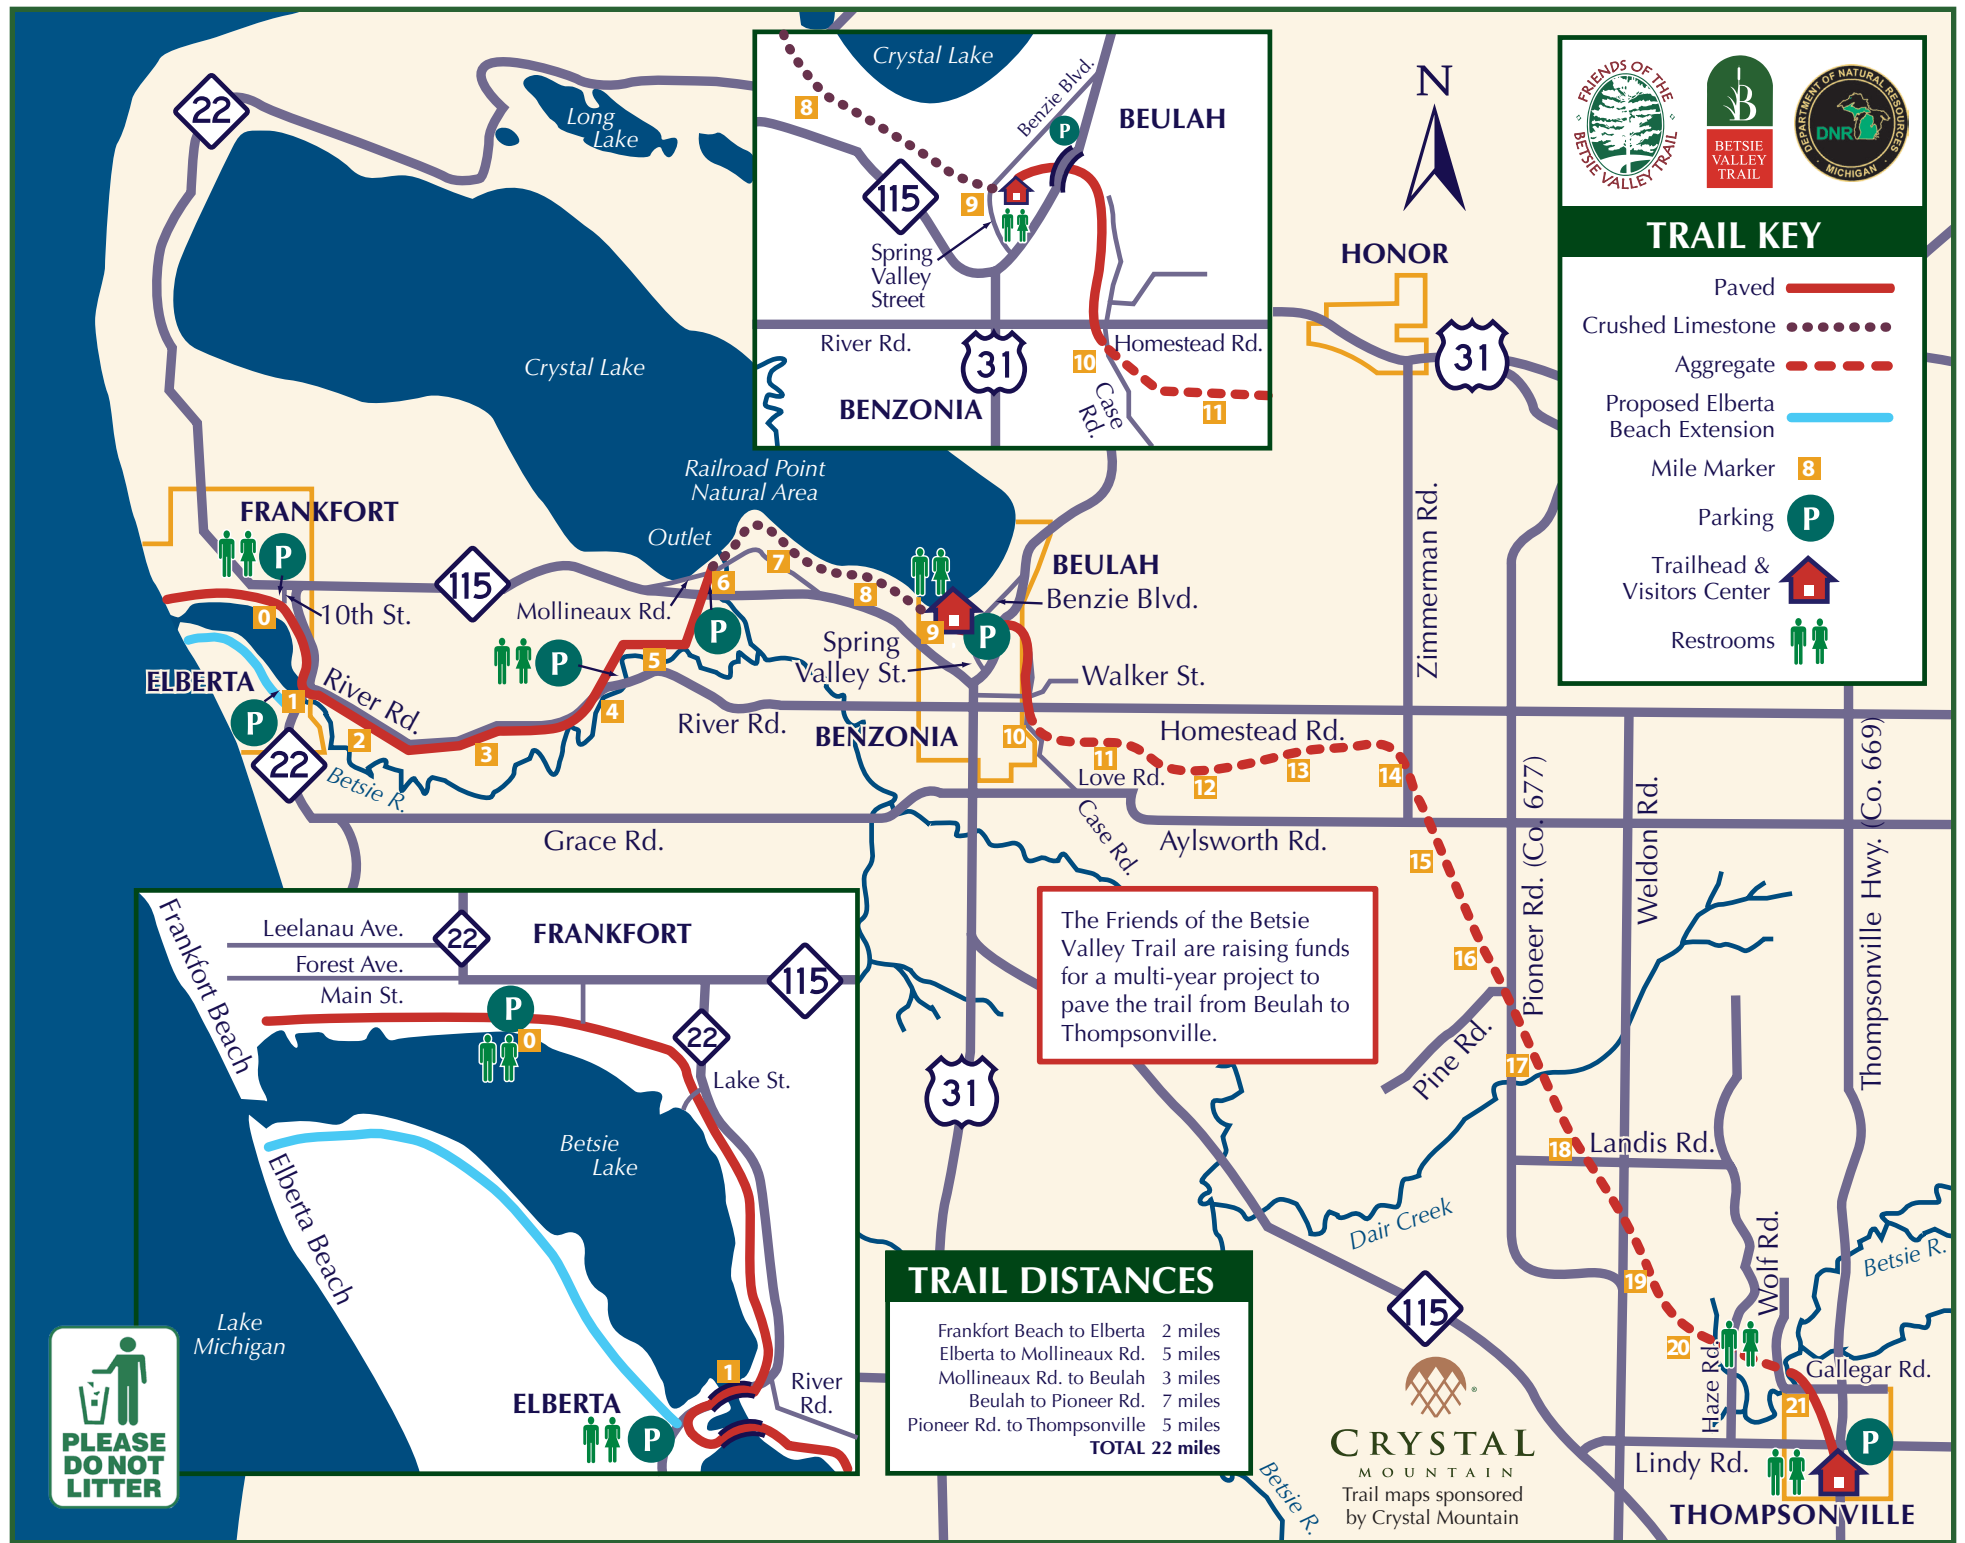 22
Long
Lake
Crystal Lake
Railroad Point
Natural Area
Outlet
FRANKFORT
P
115
10th St.
0
Mollineaux Rd.
6
7
8
P
P
5
4
3
2
1
ELBERTA
P
River Rd.
22
Betsie R.
River Rd.
Grace Rd.
BEULAH
Benzie Blvd.
9
P
Spring
Valley St.
Walker St.
BENZONIA
10
Homestead Rd.
11
Love Rd.
12
13
14
Case Rd.
Aylsworth Rd.
15
16
17
18
19
20
21
31
Zimmerman Rd.
Pioneer Rd. (Co. 677)
Weldon Rd.
Thompsonville Hwy. (Co. 669)
Pine Rd.
Landis Rd.
Dair Creek
Wolf Rd.
Betsie R.
Haze Rd.
Gallegar Rd.
Lindy Rd.
P
THOMPSONVILLE
115
Betsie R.
HONOR
31
N
Crystal Lake
8
Benzie Blvd.
P
BEULAH
115
9
Spring
Valley
Street
River Rd.
31
Homestead Rd.
10
BENZONIA
Case
Rd.
11
FRIENDS OF THE
BETSIE VALLEY TRAIL
B
BETSIE
VALLEY
TRAIL
DEPARTMENT OF NATURAL RESOURCES
DNR
MICHIGAN
TRAIL KEY
Paved
Crushed Limestone
Aggregate
Proposed Elberta
Beach Extension
Mile Marker 8
Parking P
Trailhead &
Visitors Center
Restrooms
The Friends of the Betsie
Valley Trail are raising funds
for a multi-year project to
pave the trail from Beulah to
Thompsonville.
Leelanau Ave.
22
FRANKFORT
Forest Ave.
115
Main St.
P
0
22
Frankfort Beach
Lake St.
Betsie
Lake
Elberta Beach
Lake
Michigan
1
ELBERTA
P
River
Rd.
PLEASE
DO NOT
LITTER
TRAIL DISTANCES
Frankfort Beach to Elberta 2 miles
Elberta to Mollineaux Rd. 5 miles
Mollineaux Rd. to Beulah 3 miles
Beulah to Pioneer Rd. 7 miles
Pioneer Rd. to Thompsonville 5 miles
TOTAL 22 miles
®
CRYSTAL
MOUNTAIN
Trail maps sponsored
by Crystal Mountain